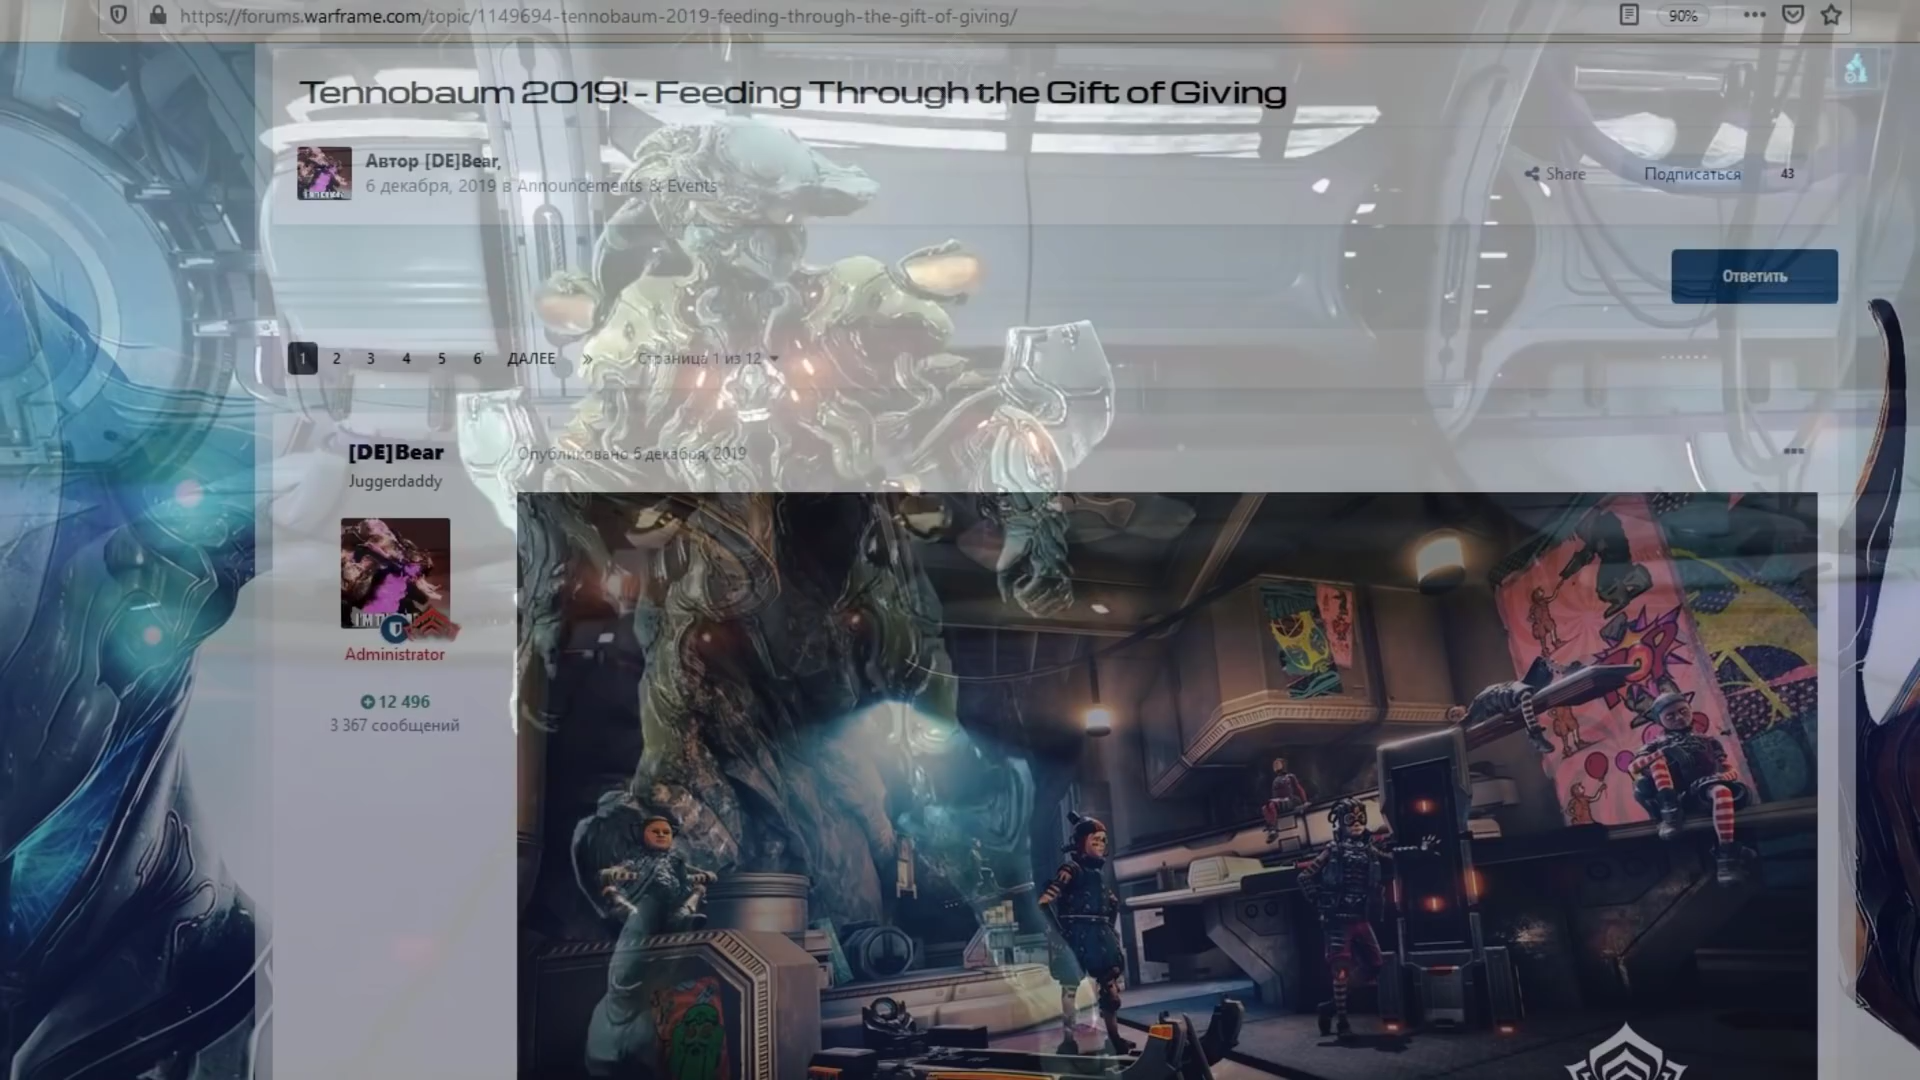 https://forums.warframe.com/topic/1149694-tennobaum-2019-feeding-through-the-gift-of-giving/
90%
Tennobaum 2019! - Feeding Through the Gift of Giving
Автор [DE]Bear,
6 декабря, 2019 в Announcements & Events
Share
Подписаться
43
Ответить
1 2 3 4 5 6 ДАЛЕЕ » Страница 1 из 12
[DE]Bear
Juggerdaddy
Опубликовано 6 декабря, 2019
Administrator
12 496
3 367 сообщений